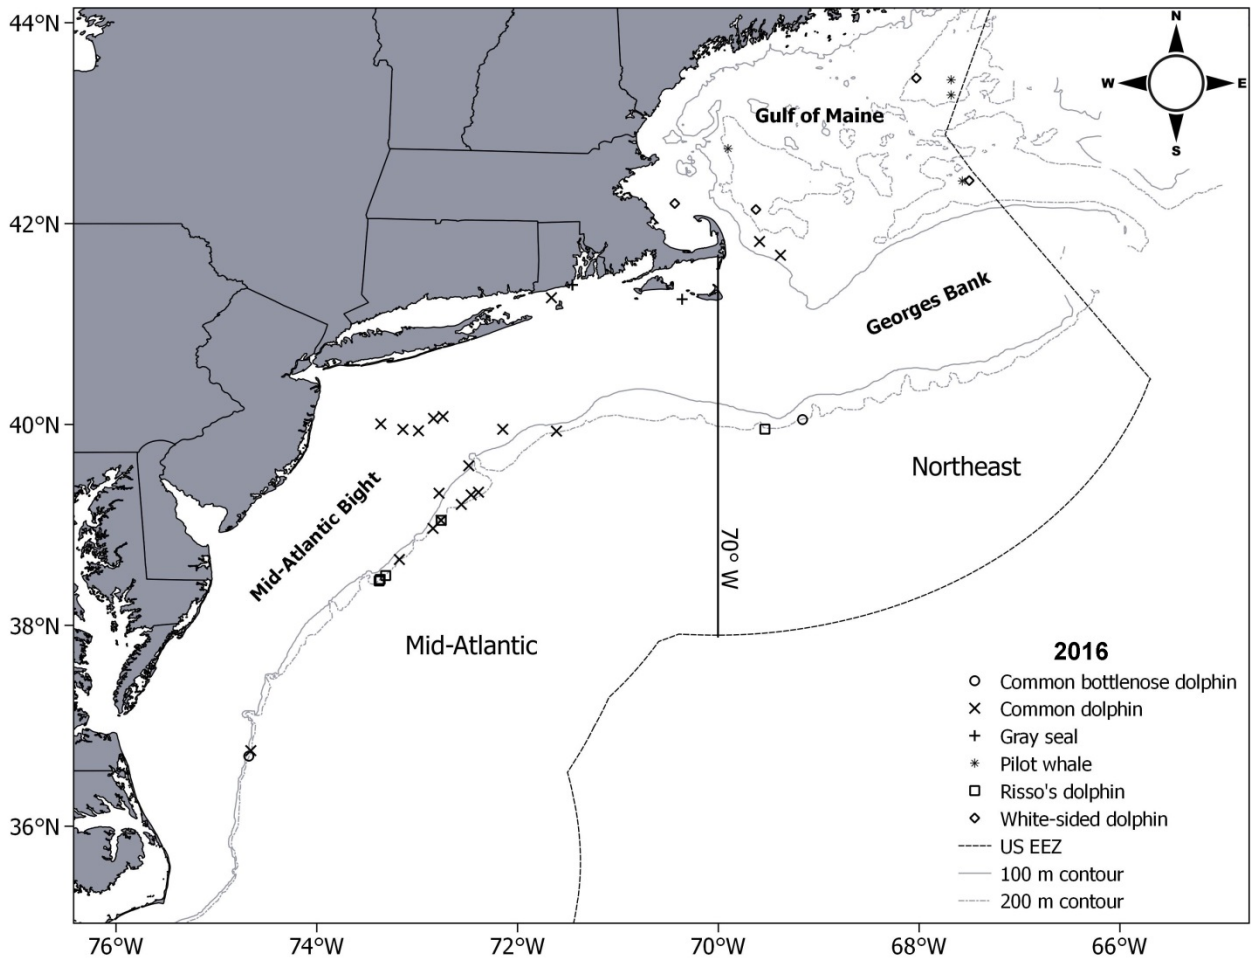 44°N
42°N
40°N
38°N
36°N
76°W
74°W
72°W
70°W
68°W
66°W
N
W
E
S
Gulf of Maine
Georges Bank
Northeast
Mid-Atlantic Bight
70° W
Mid-Atlantic
2016
Common bottlenose dolphin
Common dolphin
Gray seal
Pilot whale
Risso's dolphin
White-sided dolphin
US EEZ
100 m contour
200 m contour